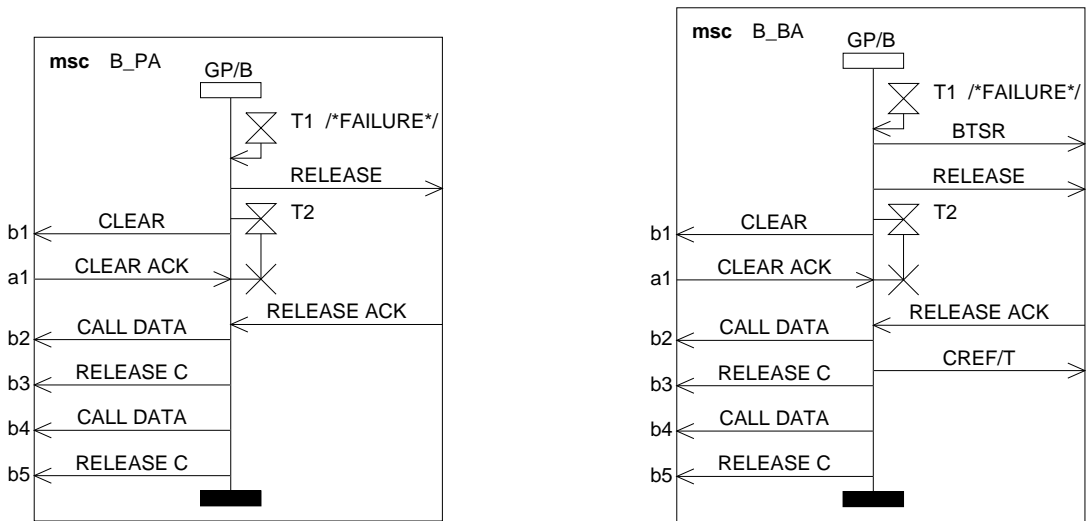 msc B_PA
GP/B
T1 /*FAILURE*/
RELEASE
T2
b1 CLEAR
a1 CLEAR ACK
RELEASE ACK
b2 CALL DATA
b3 RELEASE C
b4 CALL DATA
b5 RELEASE C
msc B_BA
GP/B
T1 /*FAILURE*/
BTSR
RELEASE
T2
b1 CLEAR
a1 CLEAR ACK
RELEASE ACK
b2 CALL DATA
CREF/T
b3 RELEASE C
b4 CALL DATA
b5 RELEASE C